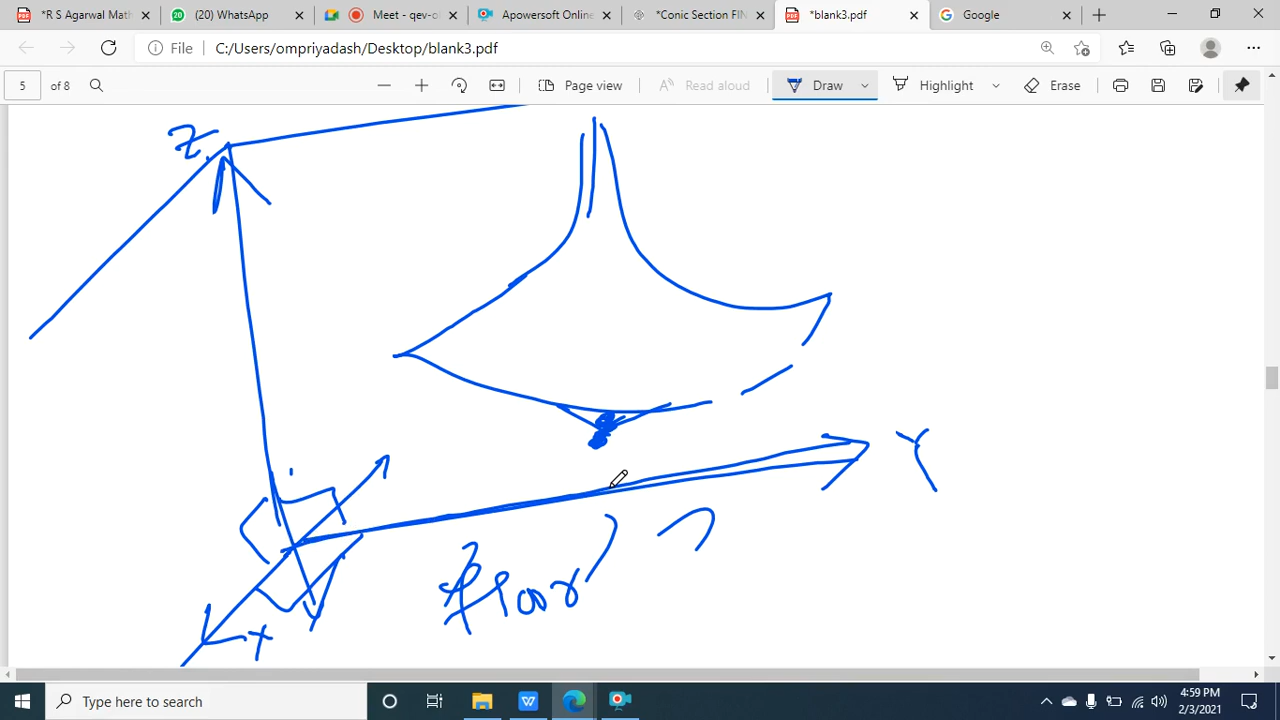 *R S Agarwal Math
(20) WhatsApp
Meet - qev-o
Apowersoft Online
*Conic Section FIN
*blank3.pdf
Google
File
C:/Users/ompriyadash/Desktop/blank3.pdf
5
of 8
Page view
Read aloud
Draw
Highlight
Erase
Z
Y
floor
X
Type here to search
4:59 PM
2/3/2021
20